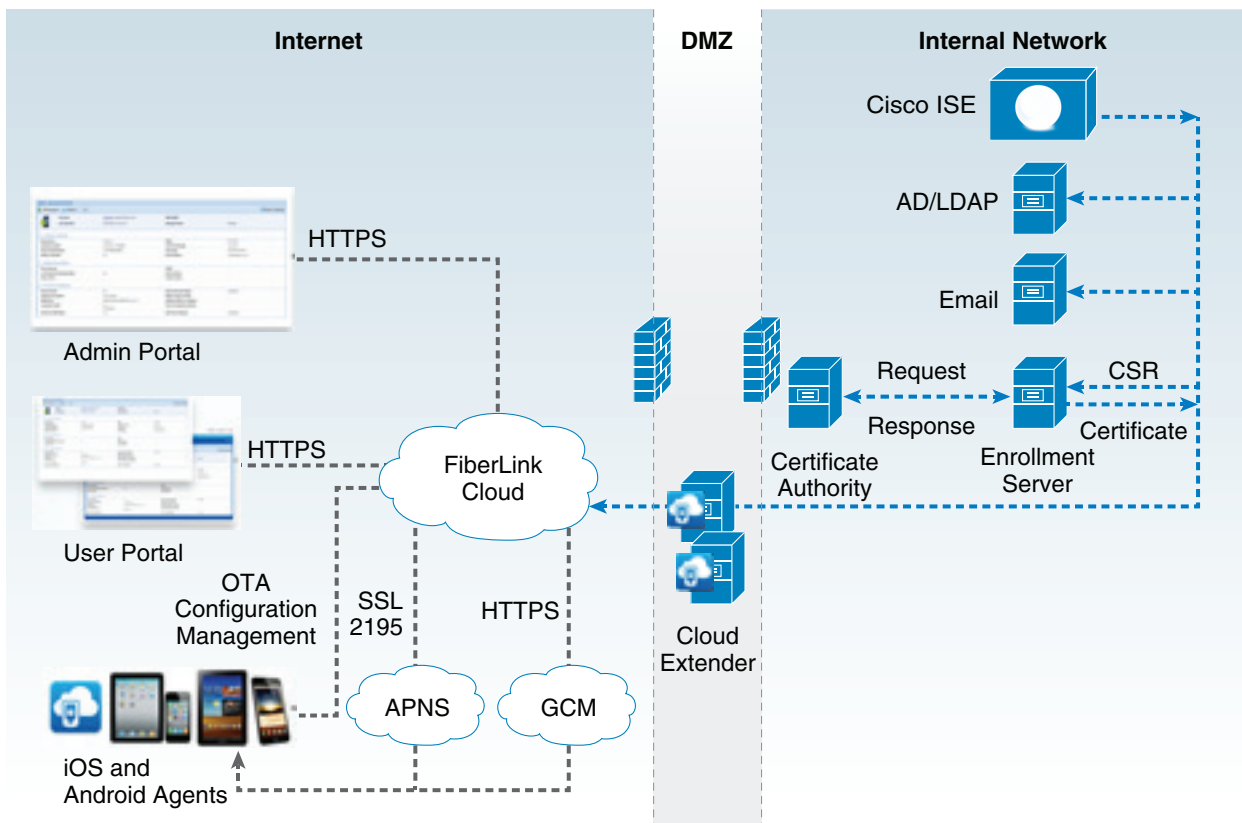 Internet
DMZ
Internal Network
Cisco ISE
AD/LDAP
HTTPS
Email
Admin Portal
Request
CSR
Response
Certificate
HTTPS
FiberLink
Cloud
Certificate
Authority
Enrollment
Server
User Portal
OTA
Configuration
Management
SSL
2195
HTTPS
Cloud
Extender
APNS
GCM
iOS and
Android Agents